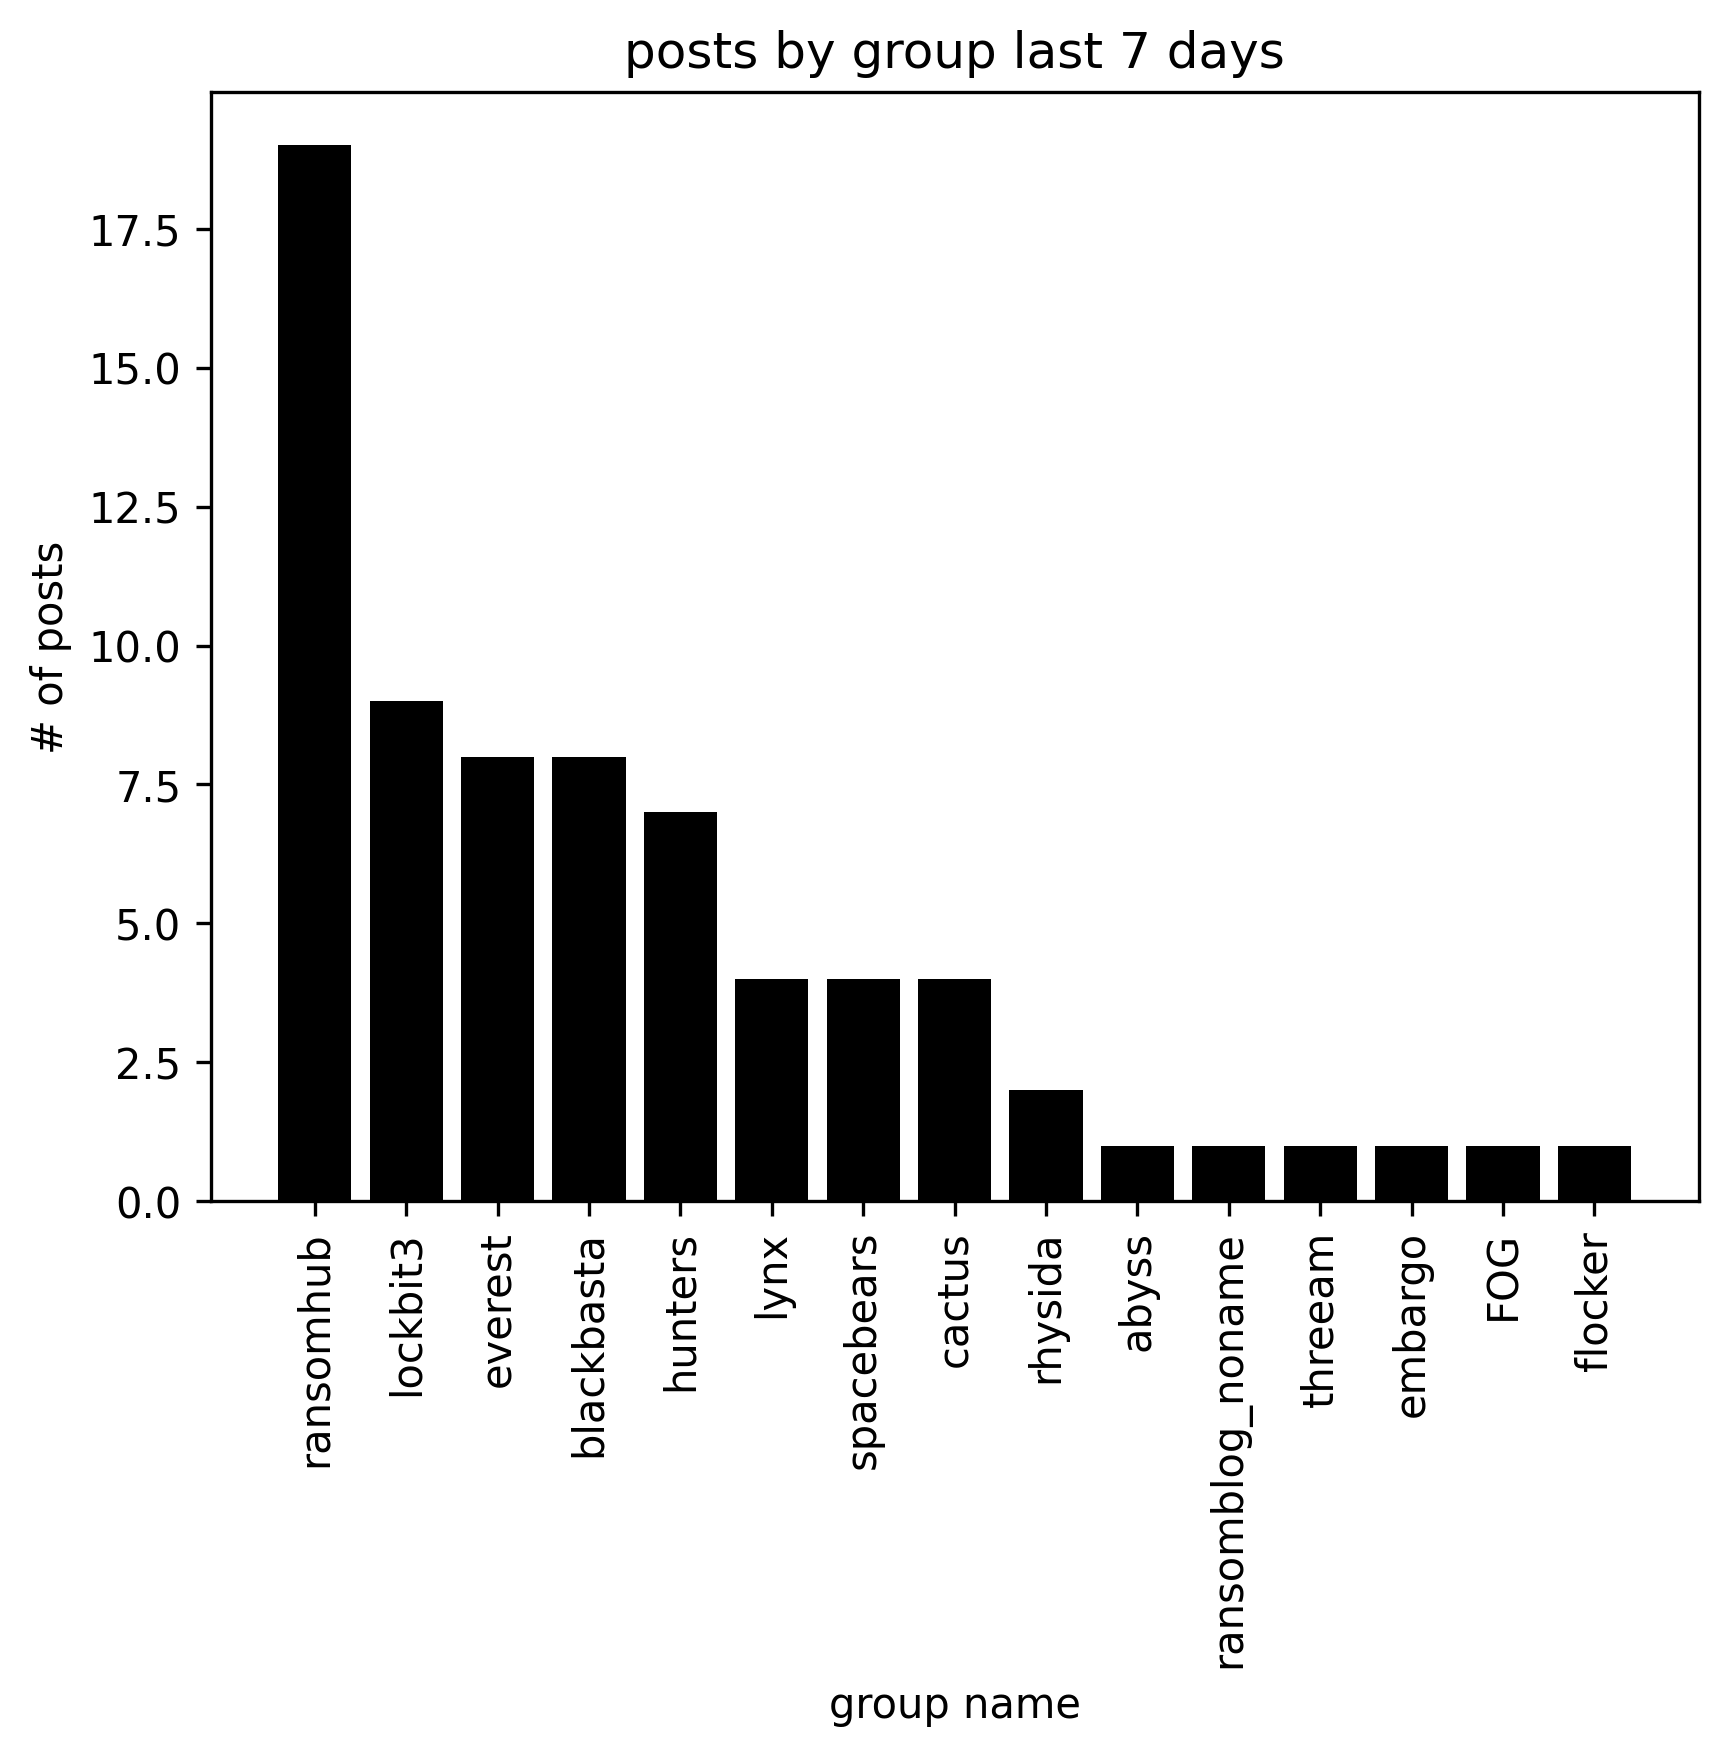 posts by group last 7 days
# of posts
17.5
15.0
12.5
10.0
7.5
5.0
2.5
0.0
ransomhub
lockbit3
everest
blackbasta
hunters
lynx
spacebears
cactus
rhysida
abyss
ransomblog_noname
threeam
embargo
FOG
flocker
group name